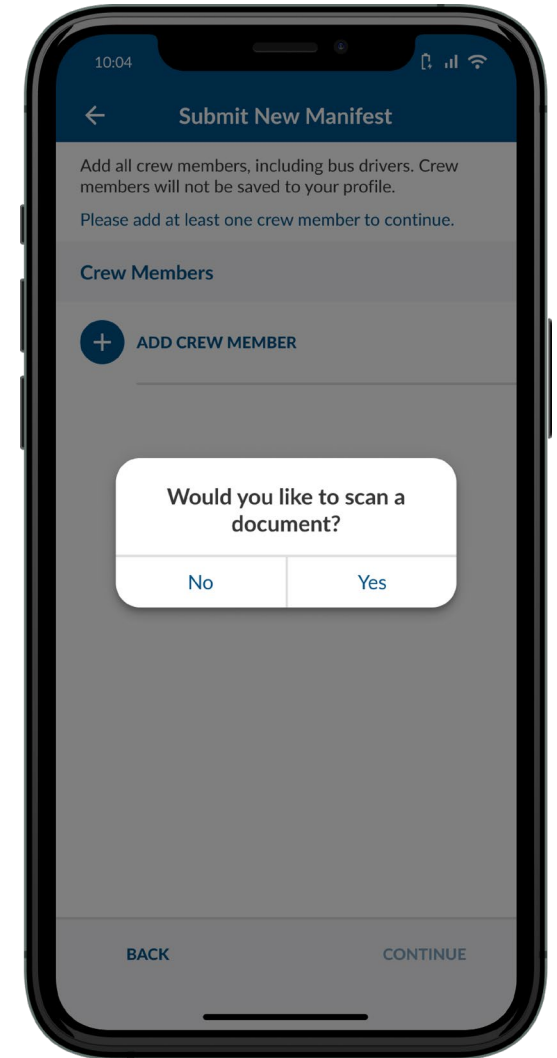 10:04
Submit New Manifest
Add all crew members, including bus drivers. Crew
members will not be saved to your profile.
Please add at least one crew member to continue.
Crew Members
ADD CREW MEMBER
Would you like to scan a
document?
No
Yes
BACK
CONTINUE